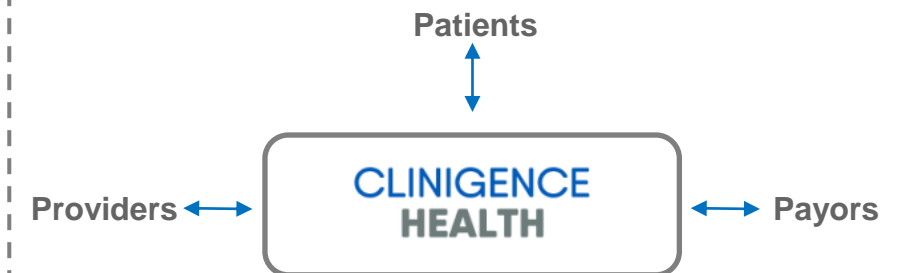 Patients
CLINIGENCE
HEALTH
Providers
Payors